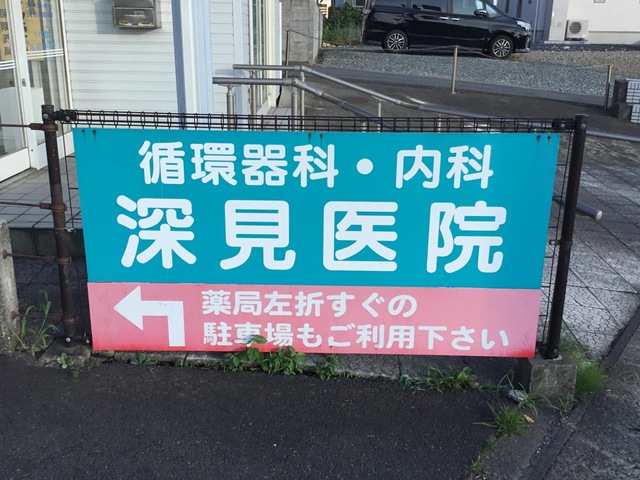 循環器科・内科
深見医院
薬局左折すぐの
駐車場もご利用下さい